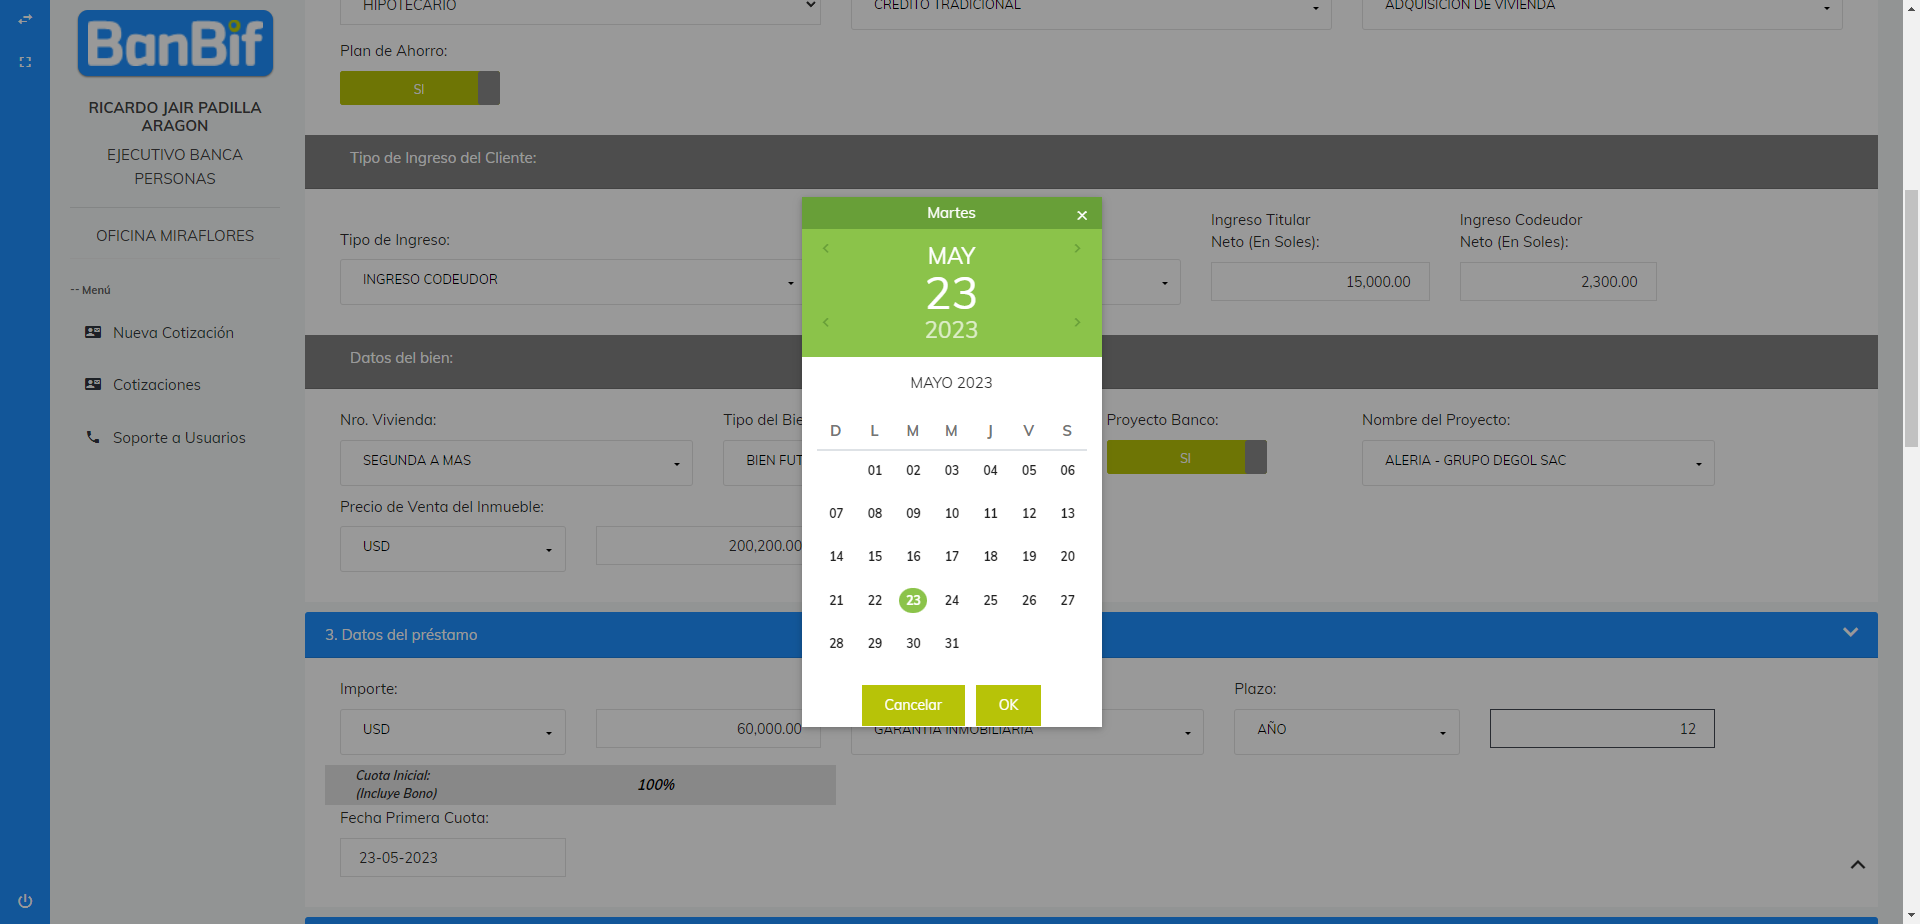 BanBif
RICARDO JAIR PADILLA
ARAGON
EJECUTIVO BANCA
PERSONAS
OFICINA MIRAFLORES
-- Menú
Nueva Cotización
Cotizaciones
Soporte a Usuarios
HIPOTECARIO
CREDITO TRADICIONAL
ADQUISICION DE VIVIENDA
Plan de Ahorro:
SI
Tipo de Ingreso del Cliente:
Tipo de Ingreso:
INGRESO CODEUDOR
Ingreso Titular
Neto (En Soles):
15,000.00
Ingreso Codeudor
Neto (En Soles):
2,300.00
Datos del bien:
Nro. Vivienda:
SEGUNDA A MAS
Tipo del Bie
BIEN FUT
Proyecto Banco:
SI
Nombre del Proyecto:
ALERIA - GRUPO DEGOL SAC
Precio de Venta del Inmueble:
USD
200,200.00
3. Datos del préstamo
Importe:
USD
60,000.00
GARANTIA INMOBILIARIA
Plazo:
AÑO
12
Cuota Inicial:
(Incluye Bono)
100%
Fecha Primera Cuota:
23-05-2023
Martes
×
MAY
23
2023
MAYO 2023
D L M M J V S
01 02 03 04 05 06
07 08 09 10 11 12 13
14 15 16 17 18 19 20
21 22 23 24 25 26 27
28 29 30 31
Cancelar OK